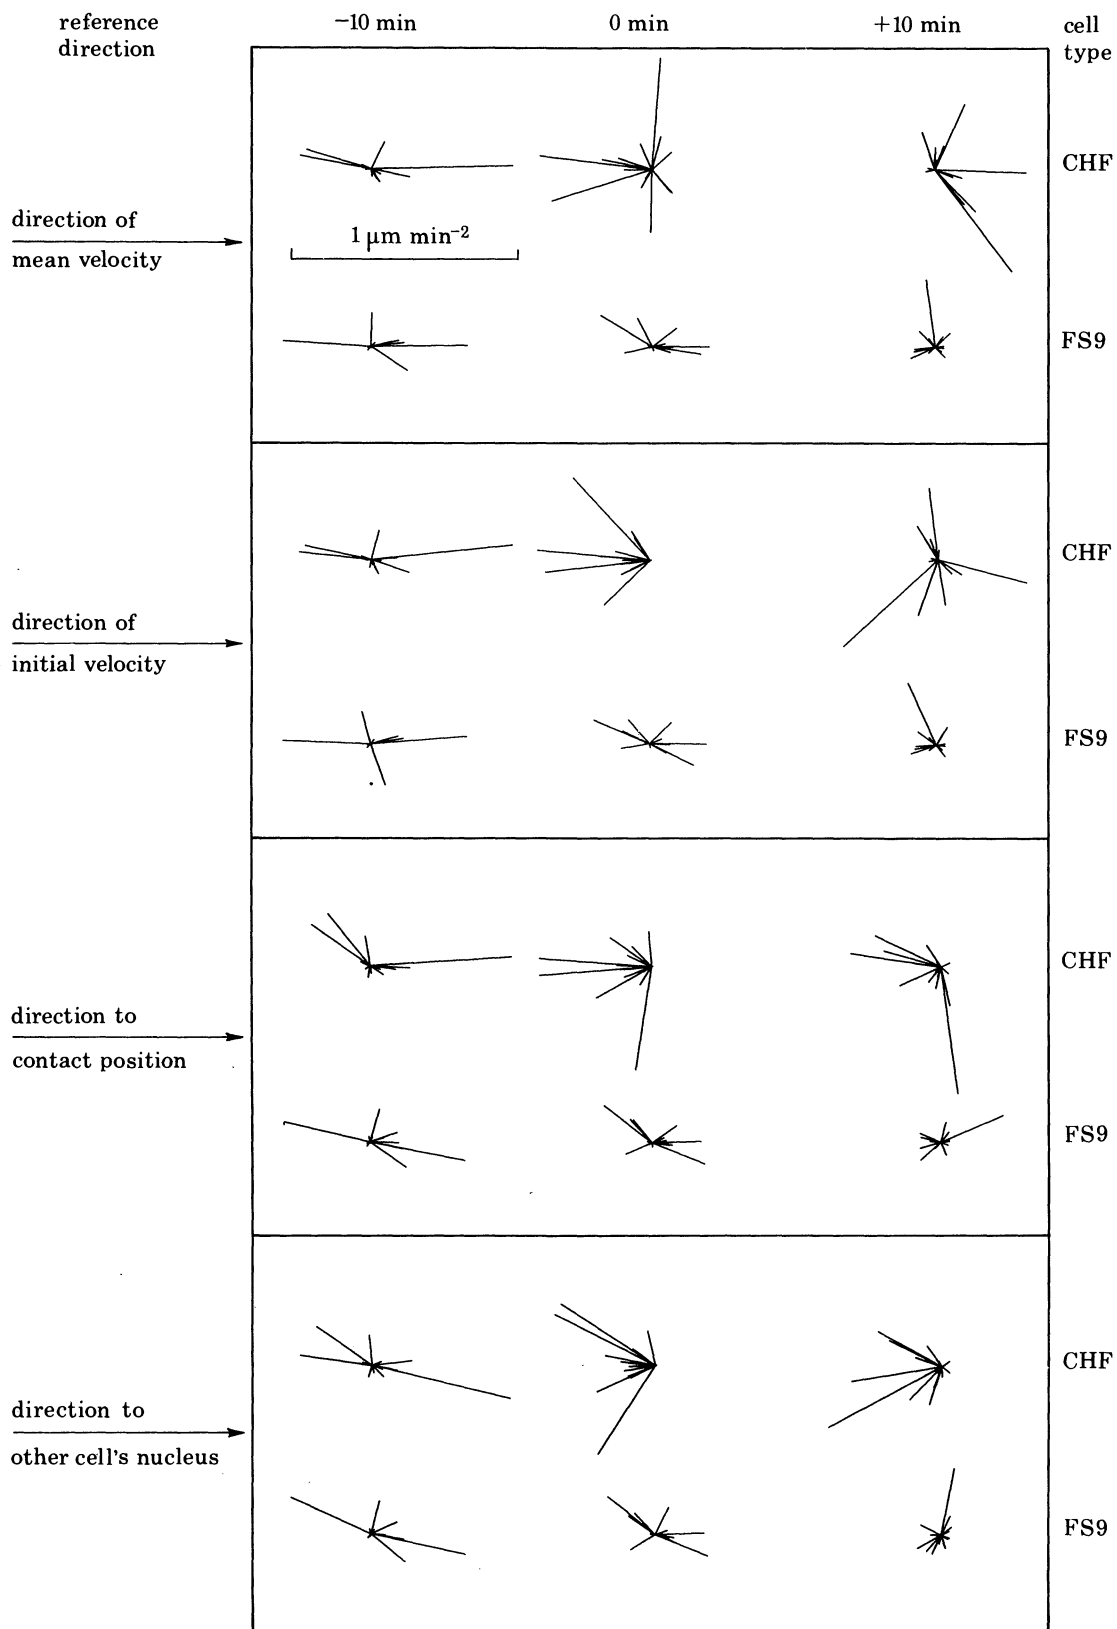 reference direction
−10 min
0 min
+10 min
cell type
CHF
direction of mean velocity
1 μm min⁻²
FS9
CHF
direction of initial velocity
FS9
CHF
direction to contact position
FS9
CHF
direction to other cell's nucleus
FS9